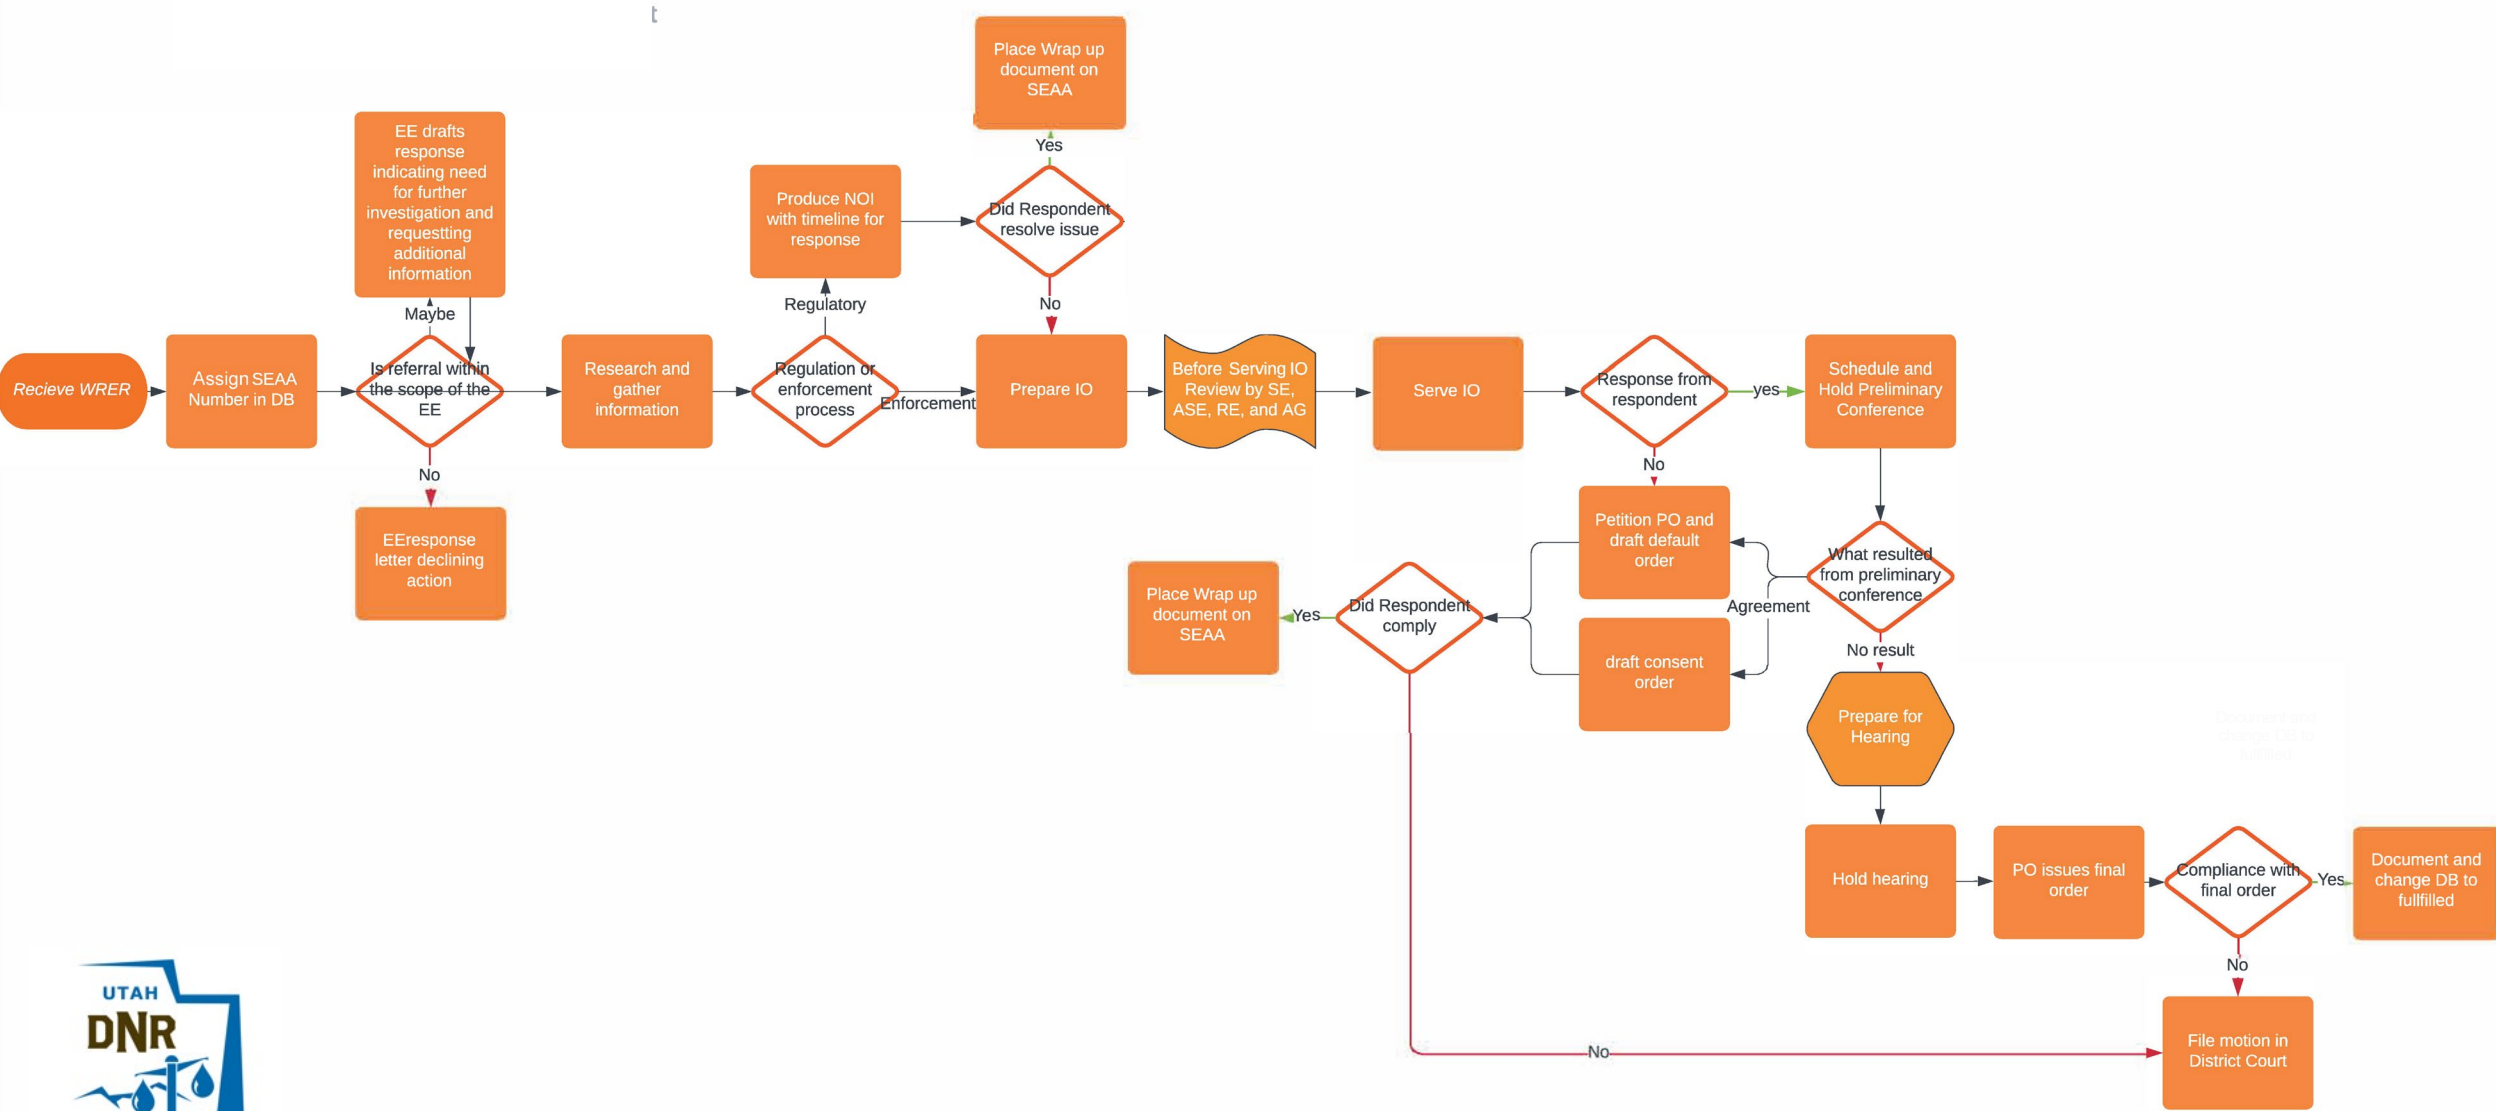 t
Place Wrap up
document on
SEAA
Yes
EE drafts
response
indicating need
for further
investigation and
requestting
additional
information
Maybe
Produce NOI
with timeline for
response
Did Respondent
resolve issue
Regulatory
No
Recieve WRER
Assign SEAA
Number in DB
Is referral within
the scope of the
EE
Research and
gather
information
Regulation or
enforcement
process
Enforcement
Prepare IO
Before Serving IO
Review by SE,
ASE, RE, and AG
Serve IO
Response from
respondent
yes
Schedule and
Hold Preliminary
Conference
No
EEresponse
letter declining
action
No
Petition PO and
draft default
order
What resulted
from preliminary
conference
Agreement
Place Wrap up
document on
SEAA
Yes
Did Respondent
comply
draft consent
order
No result
Prepare for
Hearing
Hold hearing
PO issues final
order
Compliance with
final order
Yes
Document and
change DB to
fullfilled
No
File motion in
District Court
No
UTAH
DNR